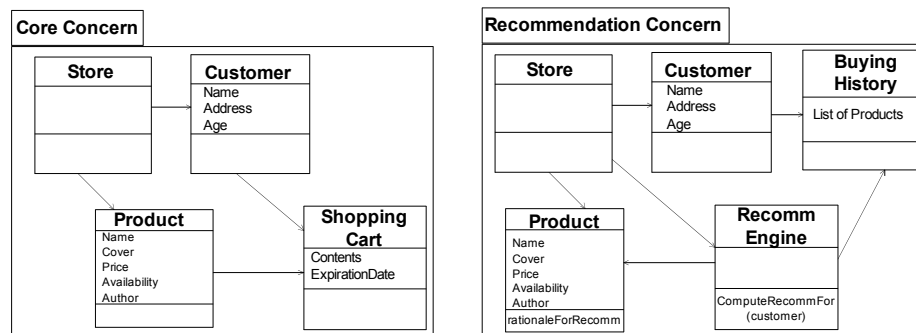 Core Concern
Store
Customer
Name
Address
Age
Product
Name
Cover
Price
Availability
Author
Shopping
Cart
Contents
ExpirationDate
Recommendation Concern
Store
Customer
Name
Address
Age
Buying
History
List of Products
Product
Name
Cover
Price
Availability
Author
rationaleForRecomm
Recomm
Engine
ComputeRecommFor
(customer)